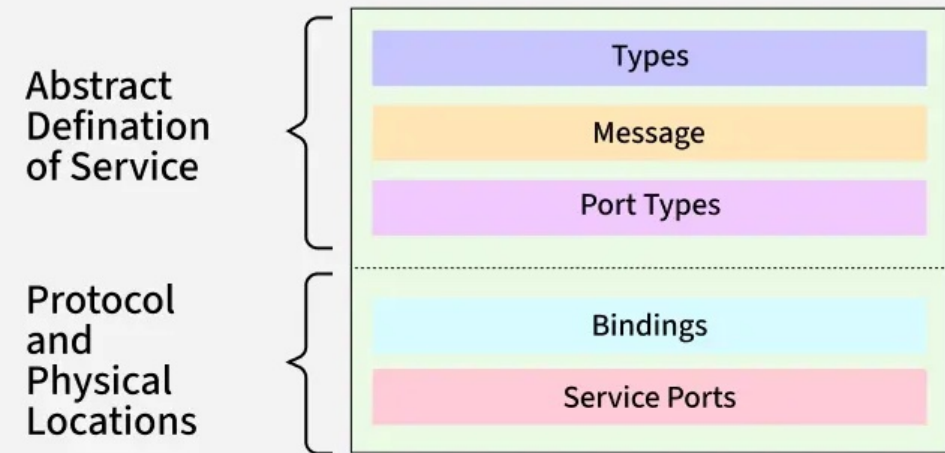 Abstract
Defination
of Service
Types
Message
Port Types
Protocol
and
Physical
Locations
Bindings
Service Ports